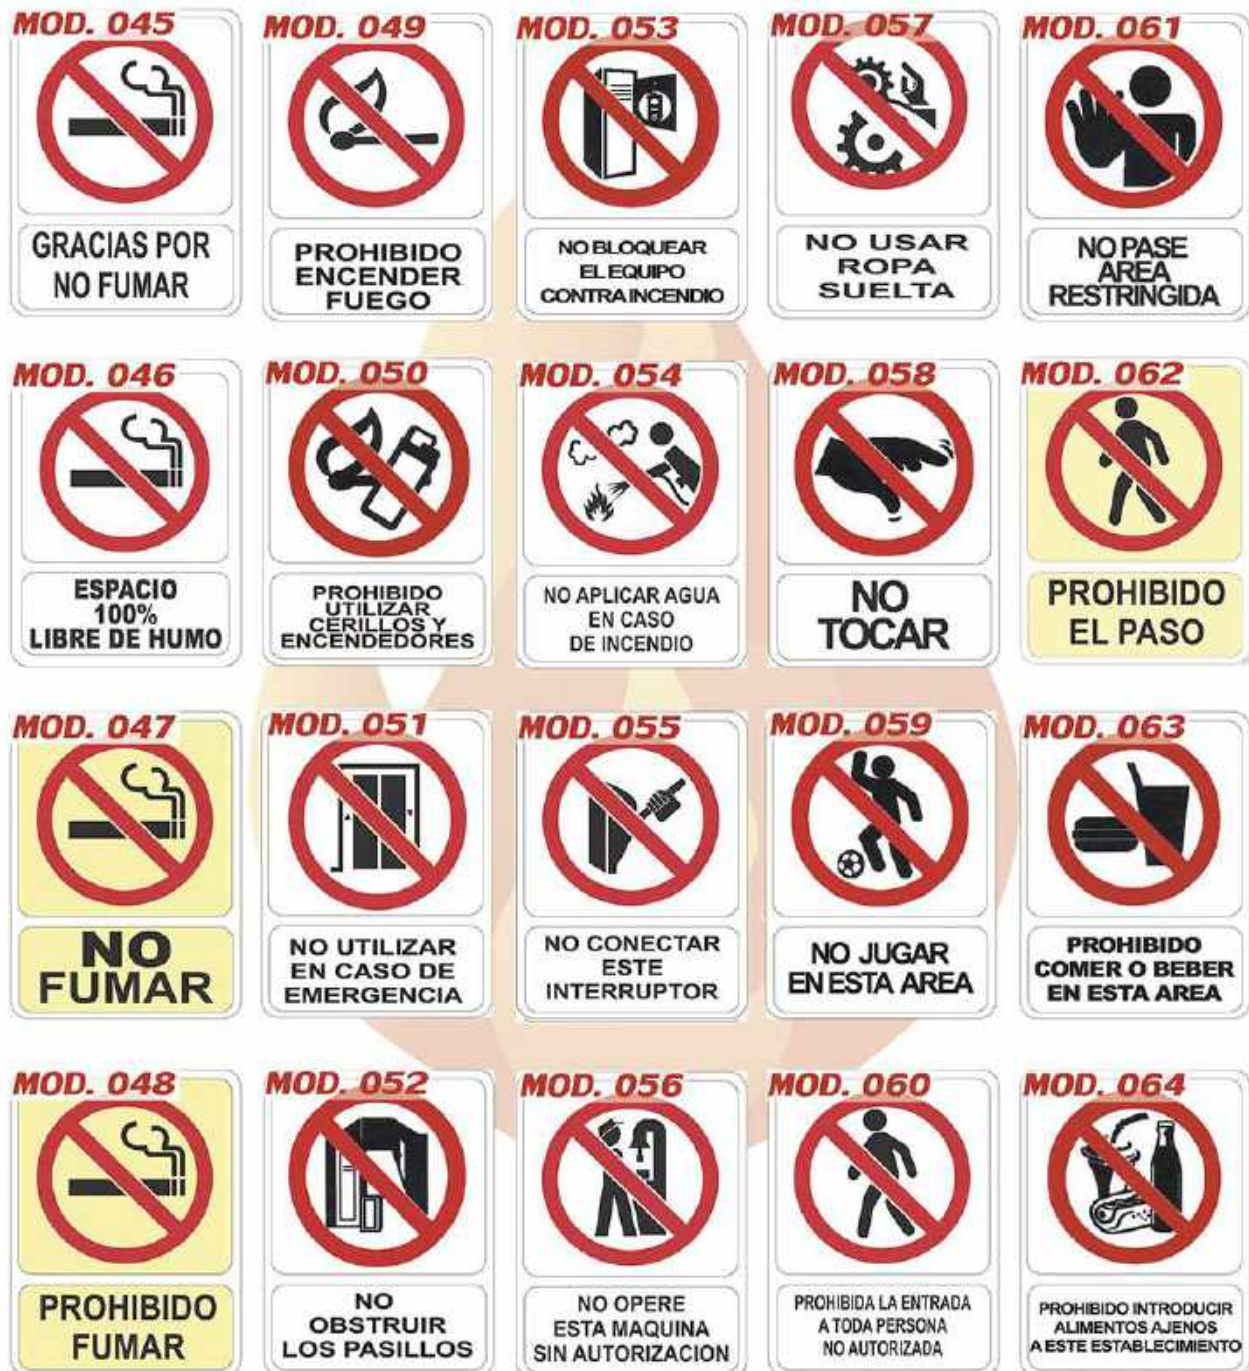 MOD. 045
GRACIAS POR
NO FUMAR
MOD. 049
PROHIBIDO
ENCENDER
FUEGO
MOD. 053
NO BLOQUEAR
EL EQUIPO
CONTRA INCENDIO
MOD. 057
NO USAR
ROPA
SUELTA
MOD. 061
NO PASE
AREA
RESTRINGIDA
MOD. 046
ESPACIO
100%
LIBRE DE HUMO
MOD. 050
PROHIBIDO
UTILIZAR
CERILLOS Y
ENCENDEDORES
MOD. 054
NO APLICAR AGUA
EN CASO
DE INCENDIO
MOD. 058
NO
TOCAR
MOD. 062
PROHIBIDO
EL PASO
MOD. 047
NO
FUMAR
MOD. 051
NO UTILIZAR
EN CASO DE
EMERGENCIA
MOD. 055
NO CONECTAR
ESTE
INTERRUPTOR
MOD. 059
NO JUGAR
EN ESTA AREA
MOD. 063
PROHIBIDO
COMER O BEBER
EN ESTA AREA
MOD. 048
PROHIBIDO
FUMAR
MOD. 052
NO
OBSTRUIR
LOS PASILLOS
MOD. 056
NO OPERE
ESTA MAQUINA
SIN AUTORIZACION
MOD. 060
PROHIBIDA LA ENTRADA
A TODA PERSONA
NO AUTORIZADA
MOD. 064
PROHIBIDO INTRODUCIR
ALIMENTOS AJENOS
A ESTE ESTABLECIMIENTO